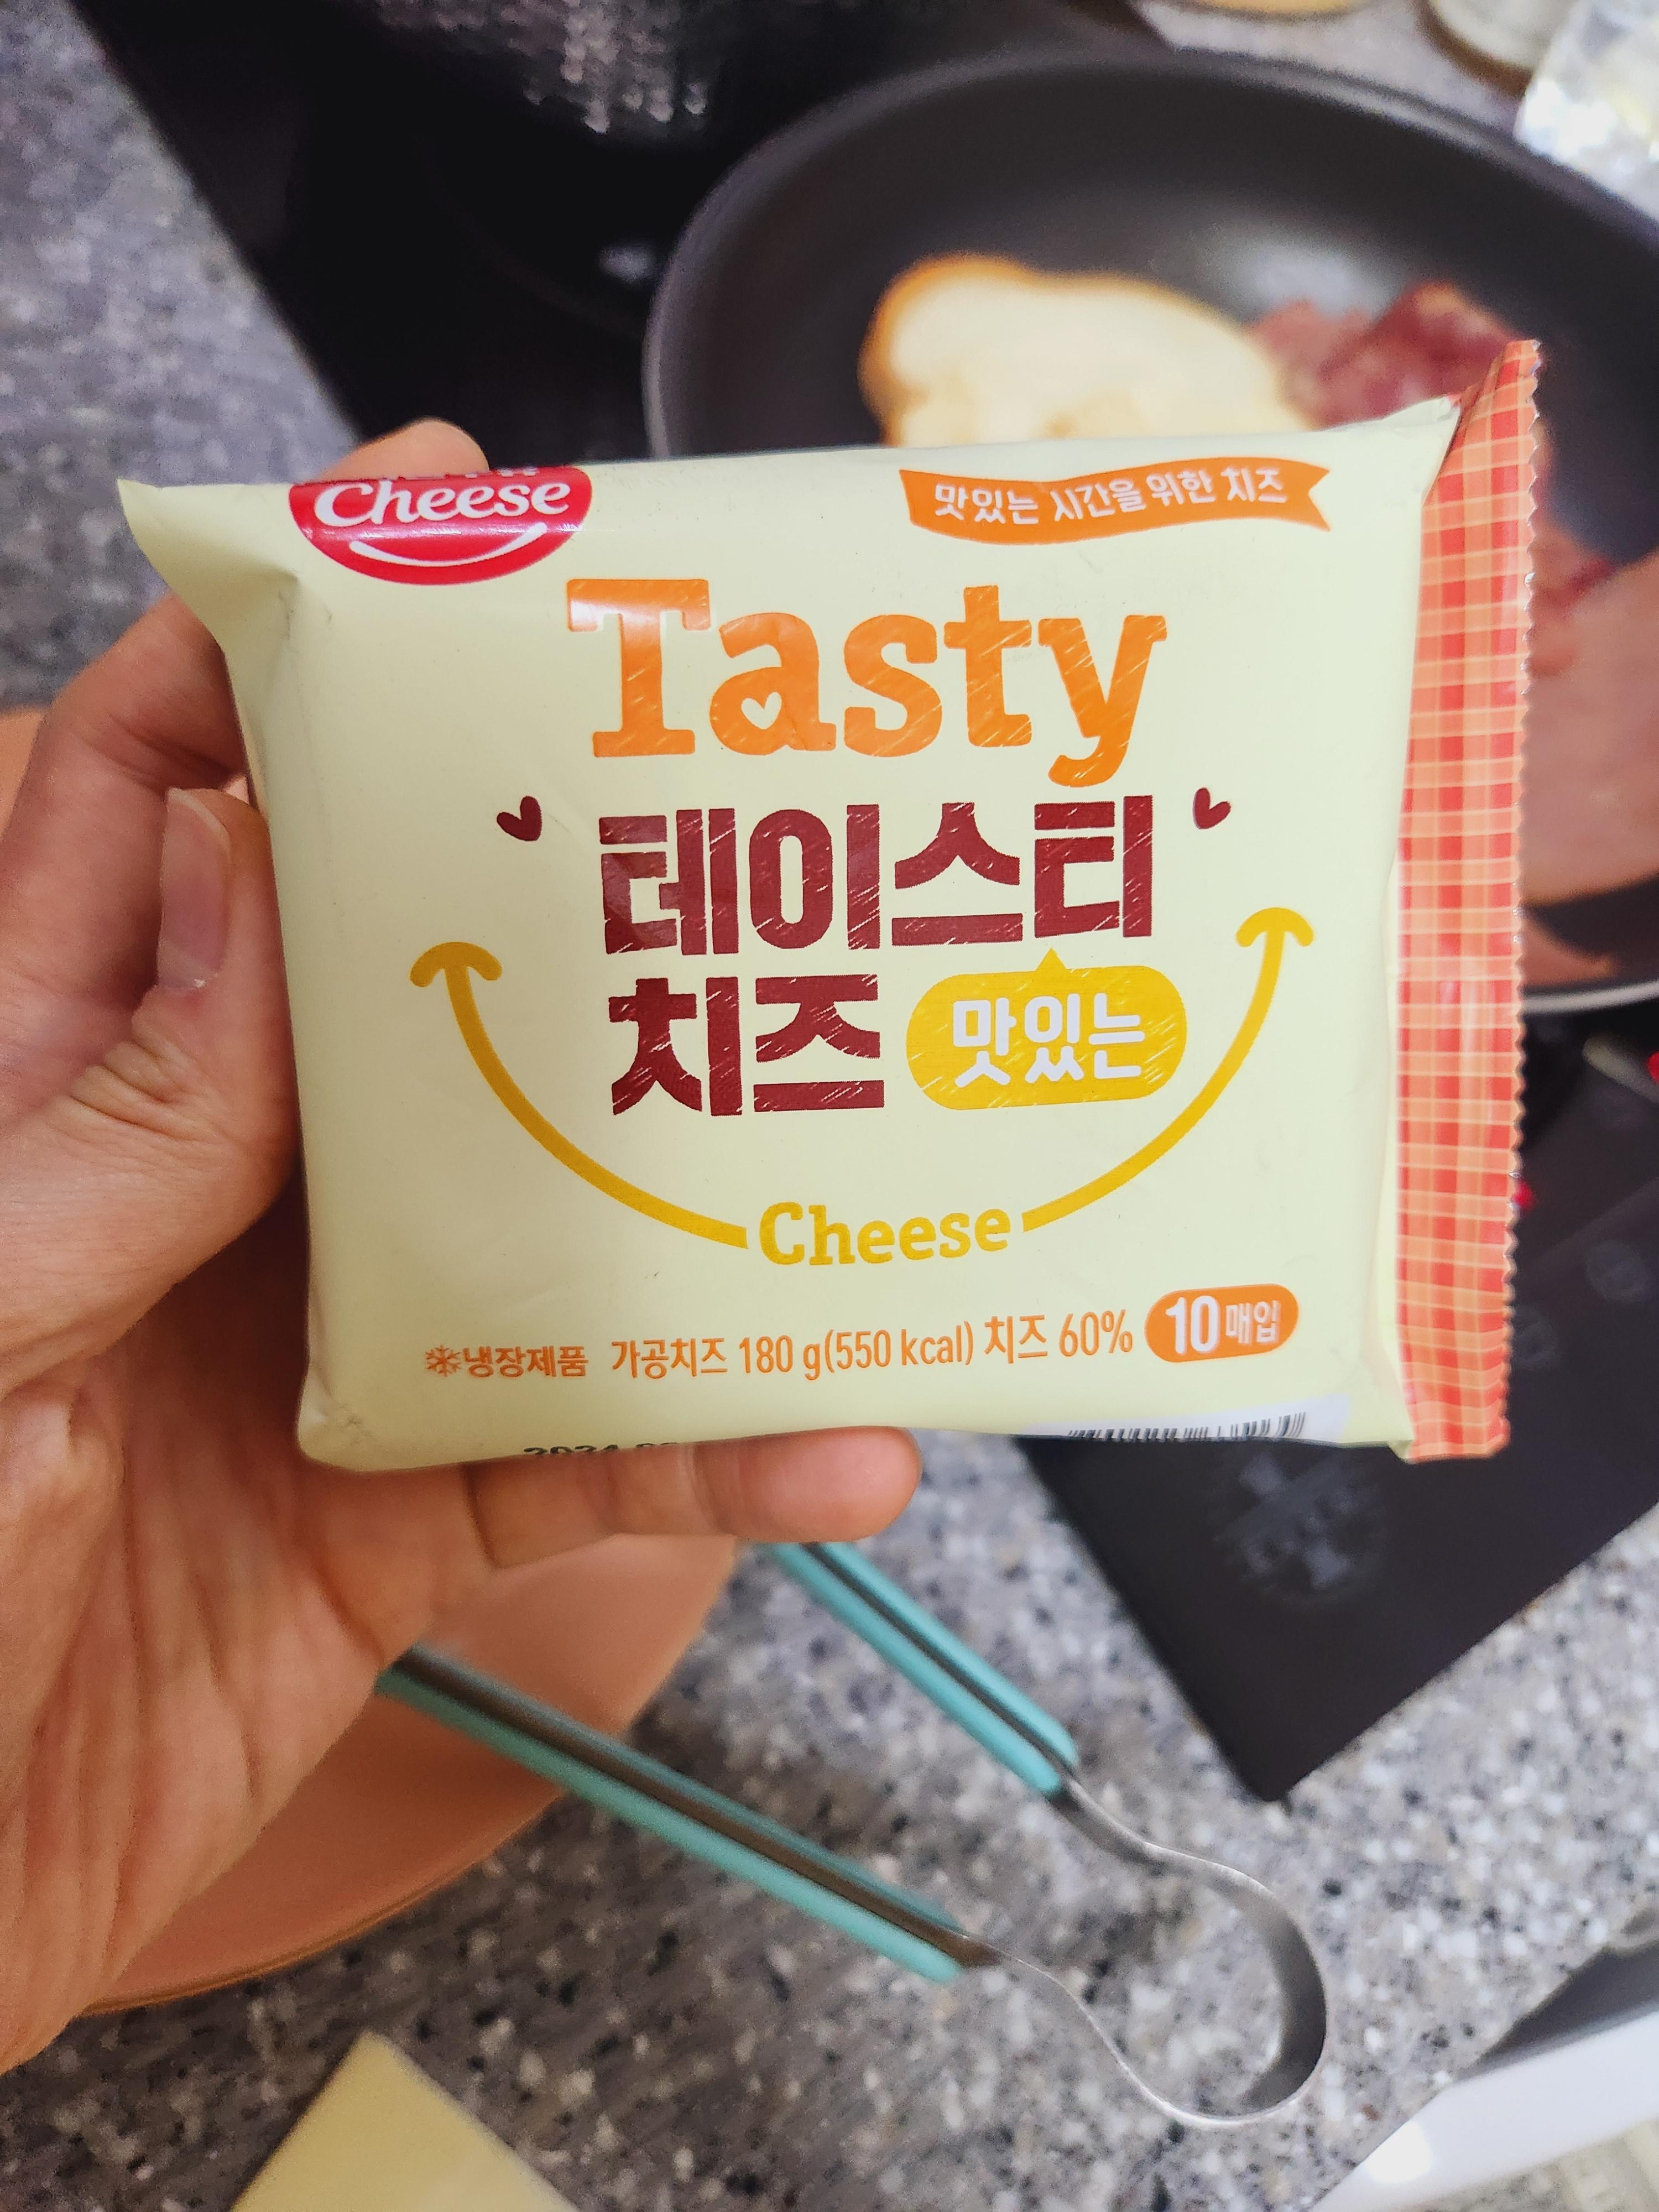 Cheese
맛있는 시간을 위한 치즈
Tasty
테이스티
치즈 맛있는
Cheese
냉장제품 가공치즈 180 g(550 kcal) 치즈 60% 10매입